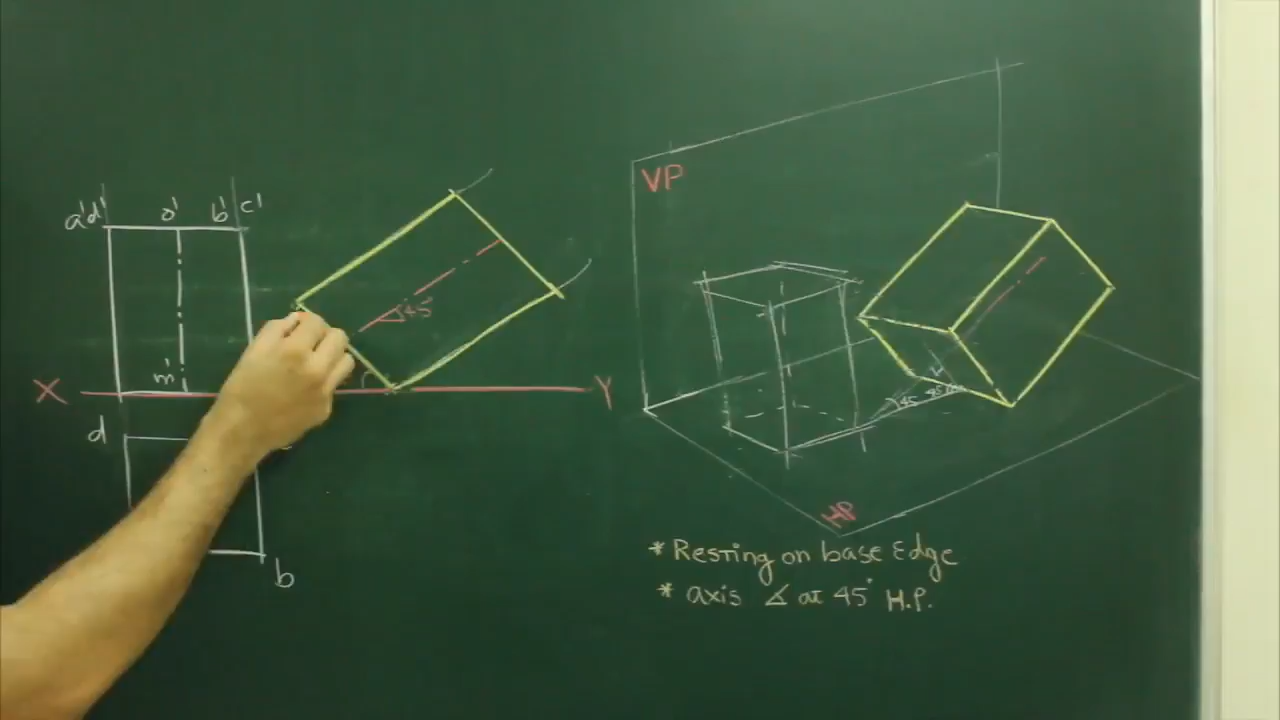 a'd' o' b' c'
m'
X Y
d
b
45°
VP
45
HP
* Resting on base Edge
* axis ∡ at 45° H.P.